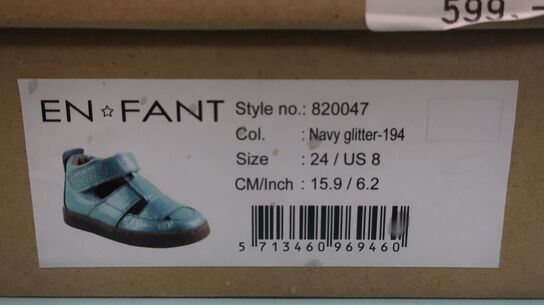 599.-
EN☆FANT
Style no.: 820047
Col. : Navy glitter-194
Size : 24 / US 8
CM/Inch : 15.9 / 6.2
5 713460 969460